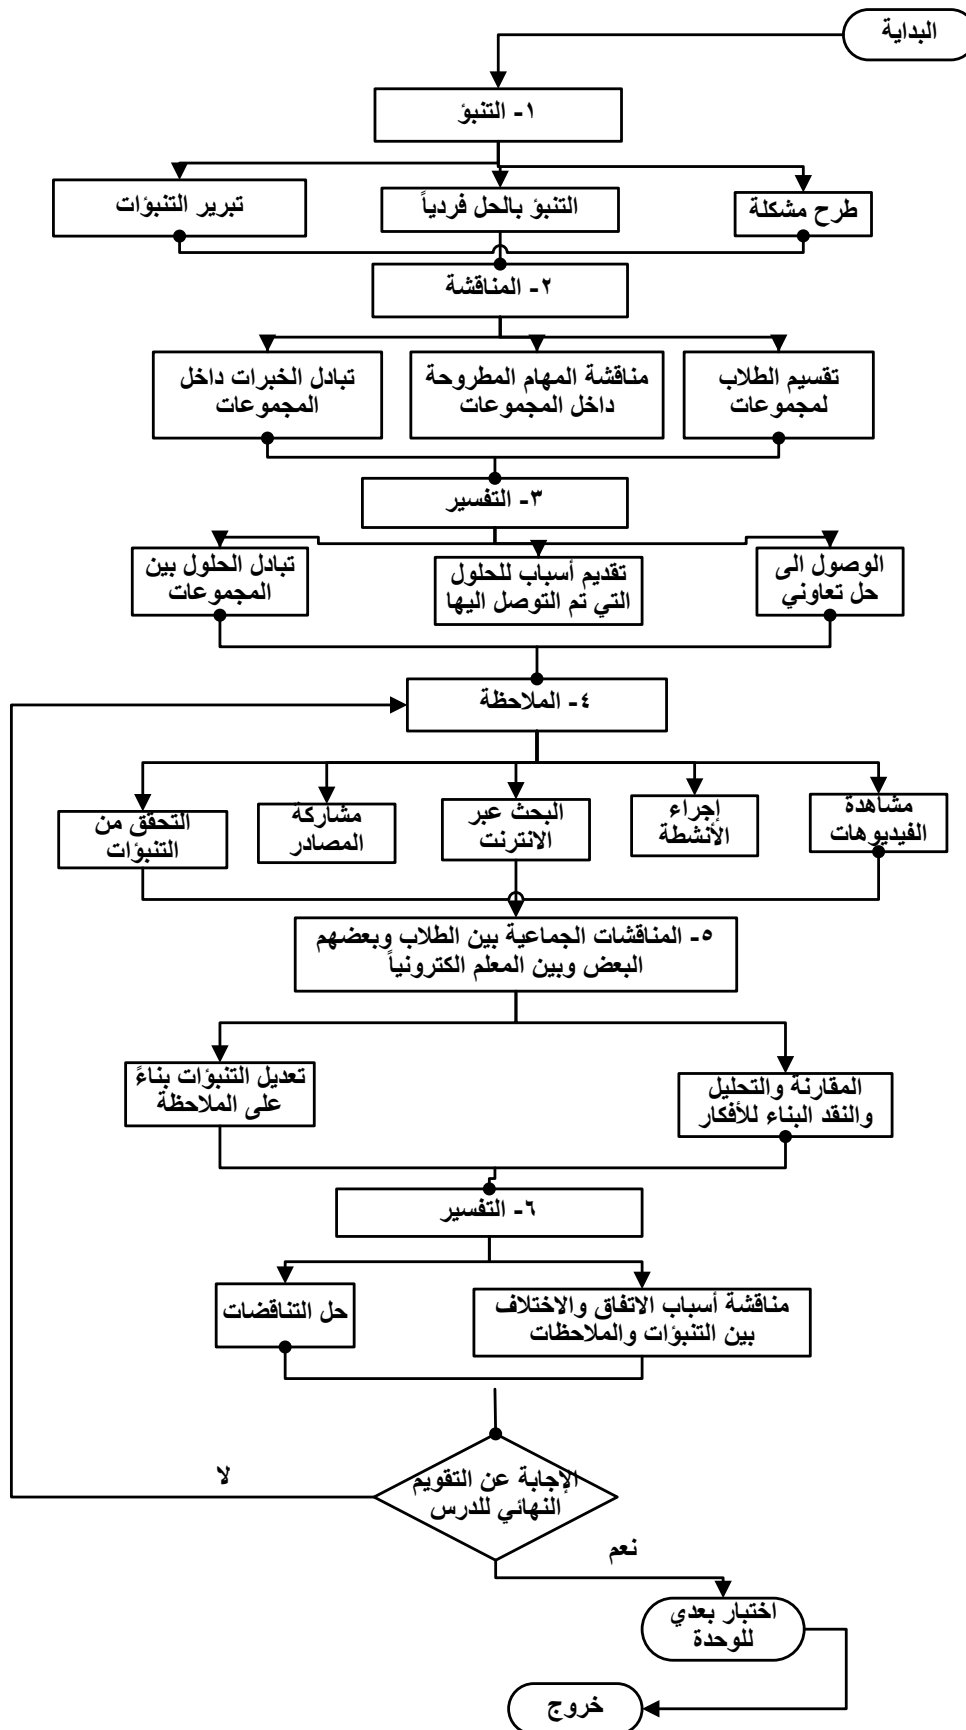 البداية
١- التنبؤ
طرح مشكلة
التنبؤ بالحل فردياً
تبرير التنبؤات
٢- المناقشة
تقسيم الطلاب
لمجموعات
مناقشة المهام المطروحة
داخل المجموعات
تبادل الخبرات داخل
المجموعات
٣- التفسير
الوصول الى
حل تعاوني
تقديم أسباب للحلول
التي تم التوصل اليها
تبادل الحلول بين
المجموعات
٤- الملاحظة
مشاهدة
الفيديوهات
إجراء
الأنشطة
البحث عبر
الانترنت
مشاركة
المصادر
التحقق من
التنبؤات
٥- المناقشات الجماعية بين الطلاب وبعضهم
البعض وبين المعلم الكترونياً
المقارنة والتحليل
والنقد البناء للأفكار
تعديل التنبؤات بناءً
على الملاحظة
٦- التفسير
مناقشة أسباب الاتفاق والاختلاف
بين التنبؤات والملاحظات
حل التناقضات
الإجابة عن التقويم
النهائي للدرس
لا
نعم
اختبار بعدي
للوحدة
خروج